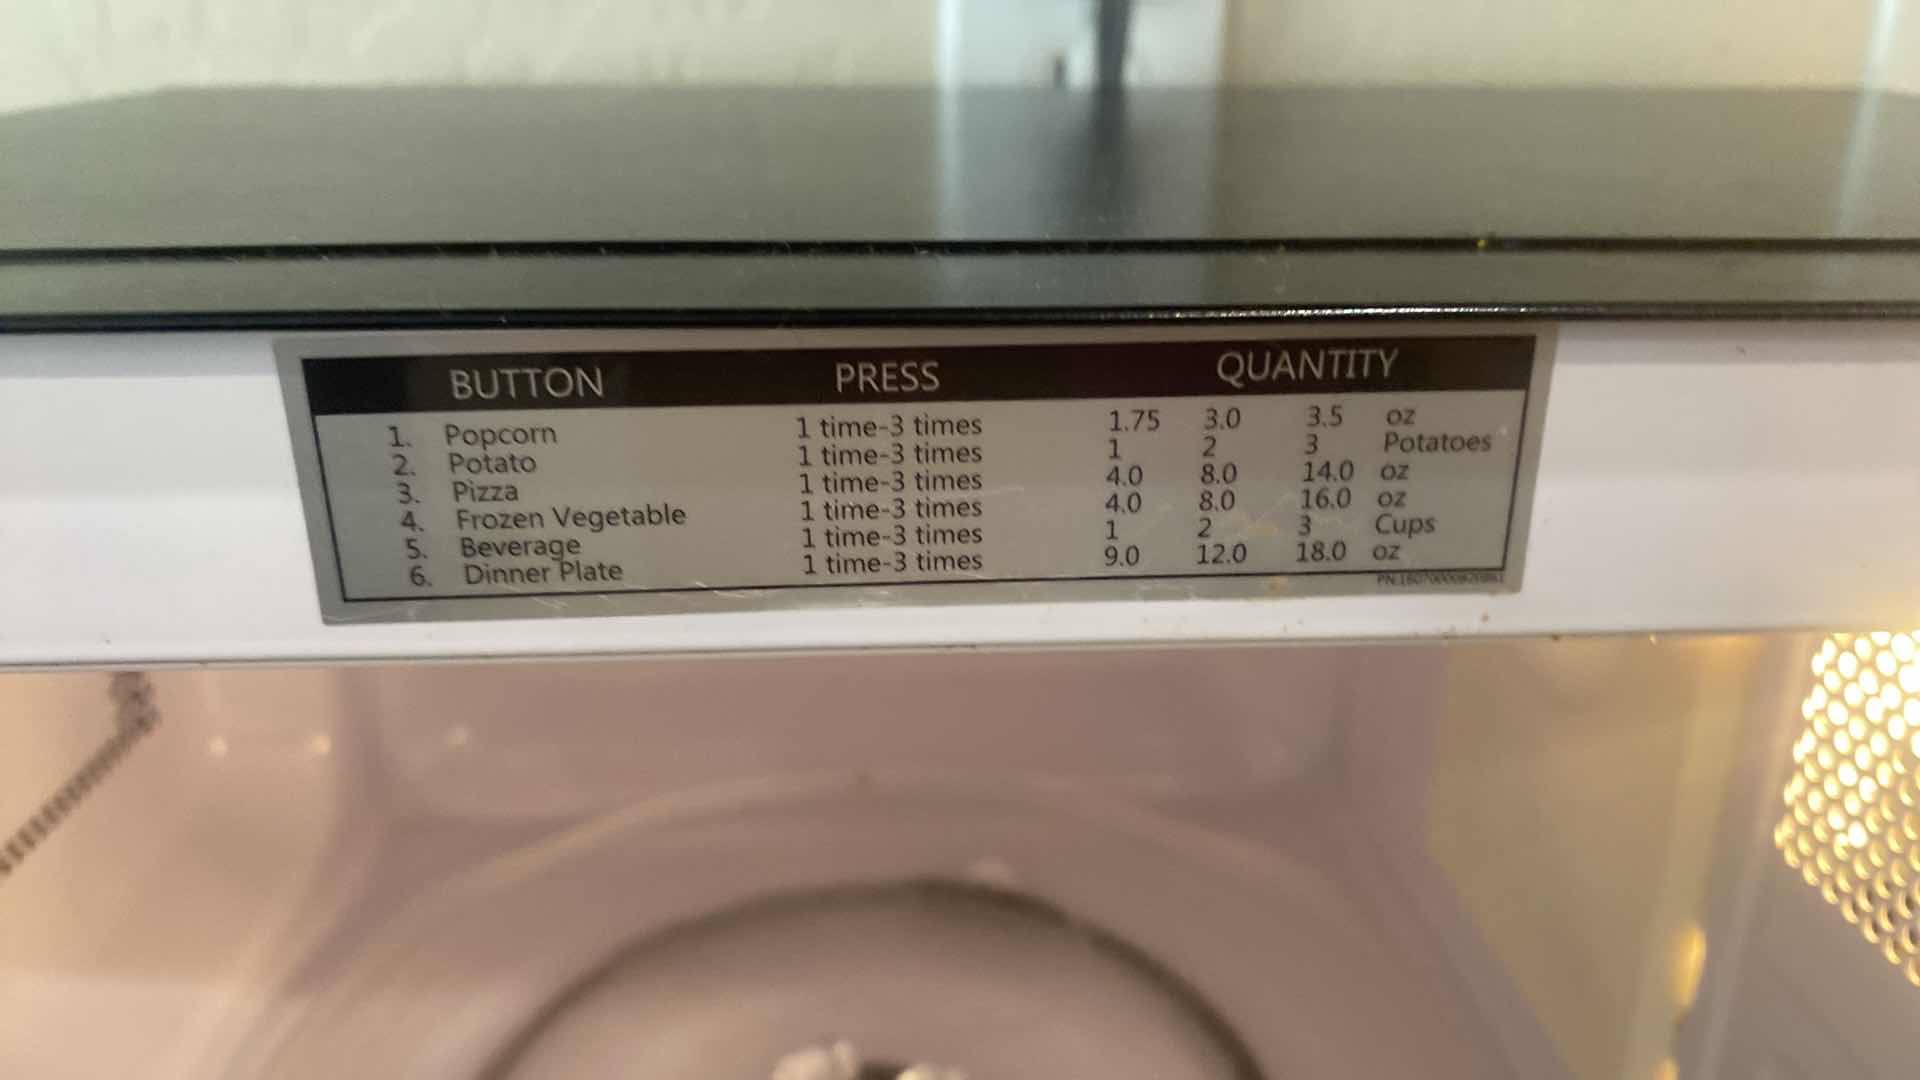 BUTTON PRESS QUANTITY
1. Popcorn 1 time-3 times 1.75 3.0 3.5 oz
2. Potato 1 time-3 times 1 2 3 Potatoes
3. Pizza 1 time-3 times 4.0 8.0 14.0 oz
4. Frozen Vegetable 1 time-3 times 4.0 8.0 16.0 oz
5. Beverage 1 time-3 times 1 2 3 Cups
6. Dinner Plate 1 time-3 times 9.0 12.0 18.0 oz